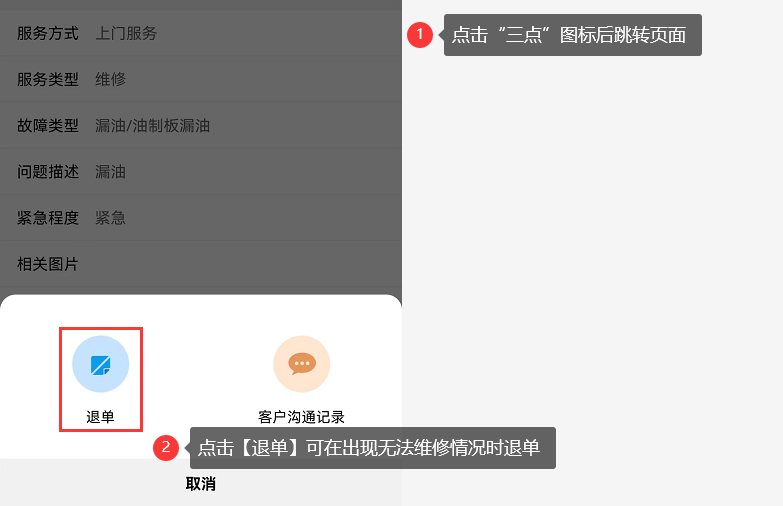 服务方式 上门服务
1 点击“三点”图标后跳转页面
服务类型 维修
故障类型 漏油/油制板漏油
问题描述 漏油
紧急程度 紧急
相关图片
退单 客户沟通记录
2 点击【退单】可在出现无法维修情况时退单
取消